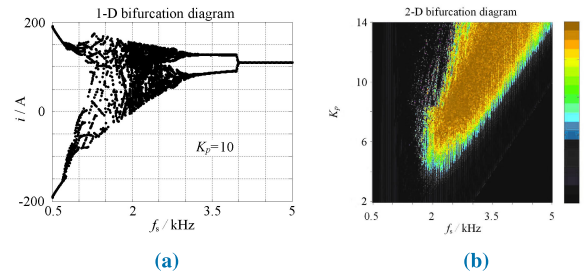 1-D bifurcation diagram
200
100
0
-200
i / A
Kp=10
0.5
2
3.5
5
fs / kHz
(a)
2-D bifurcation diagram
14
10
6
2
Kp
0.5
2
3.5
5
fs / kHz
(b)